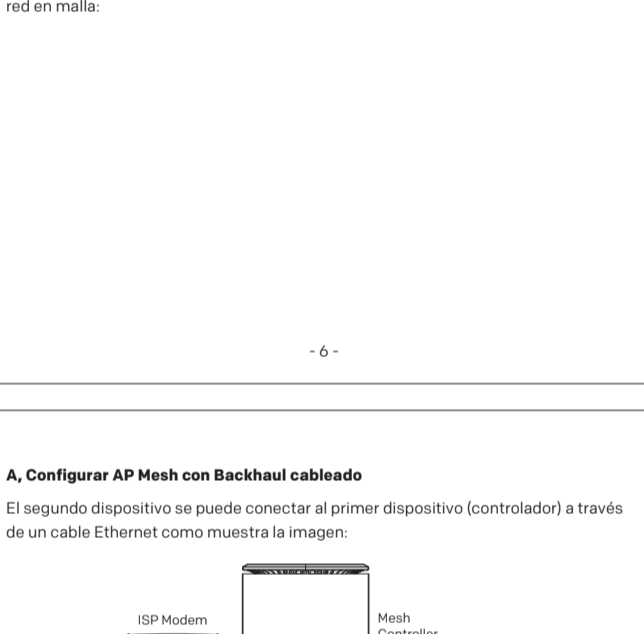 red en malla:
- 6 -
A, Configurar AP Mesh con Backhaul cableado
El segundo dispositivo se puede conectar al primer dispositivo (controlador) a través
de un cable Ethernet como muestra la imagen:
ISP Modem
Mesh
Controller